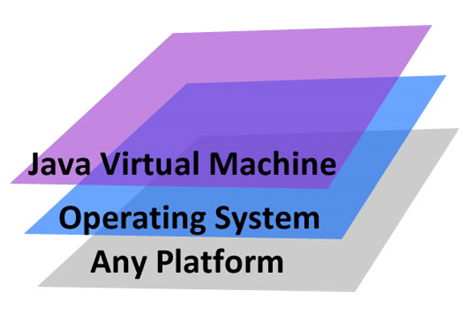 Java Virtual Machine
Operating System
Any Platform